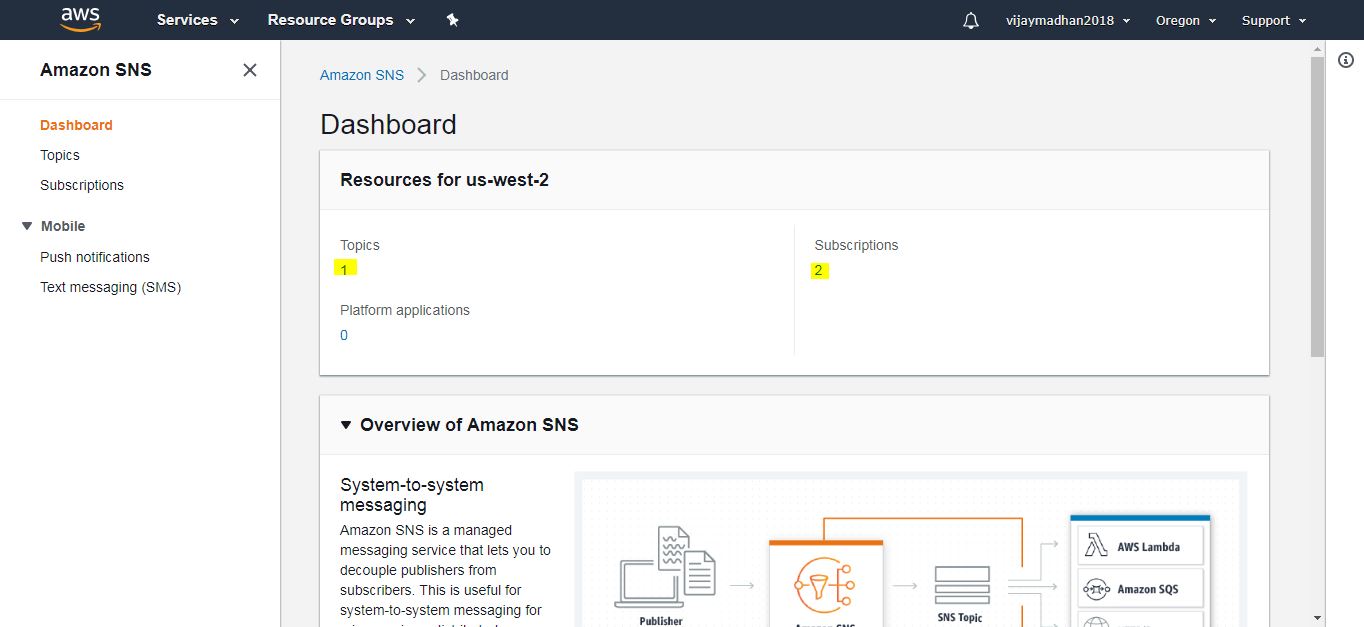 aws Services Resource Groups vijaymadhan2018 Oregon Support
Amazon SNS
Dashboard
Topics
Subscriptions
Mobile
Push notifications
Text messaging (SMS)
Amazon SNS Dashboard
Dashboard
Resources for us-west-2
Topics
1
Subscriptions
2
Platform applications
0
Overview of Amazon SNS
System-to-system
messaging
Amazon SNS is a managed
messaging service that lets you to
decouple publishers from
subscribers. This is useful for
system-to-system messaging for
Publisher
Amazon SNS
SNS Topic
AWS Lambda
Amazon SQS